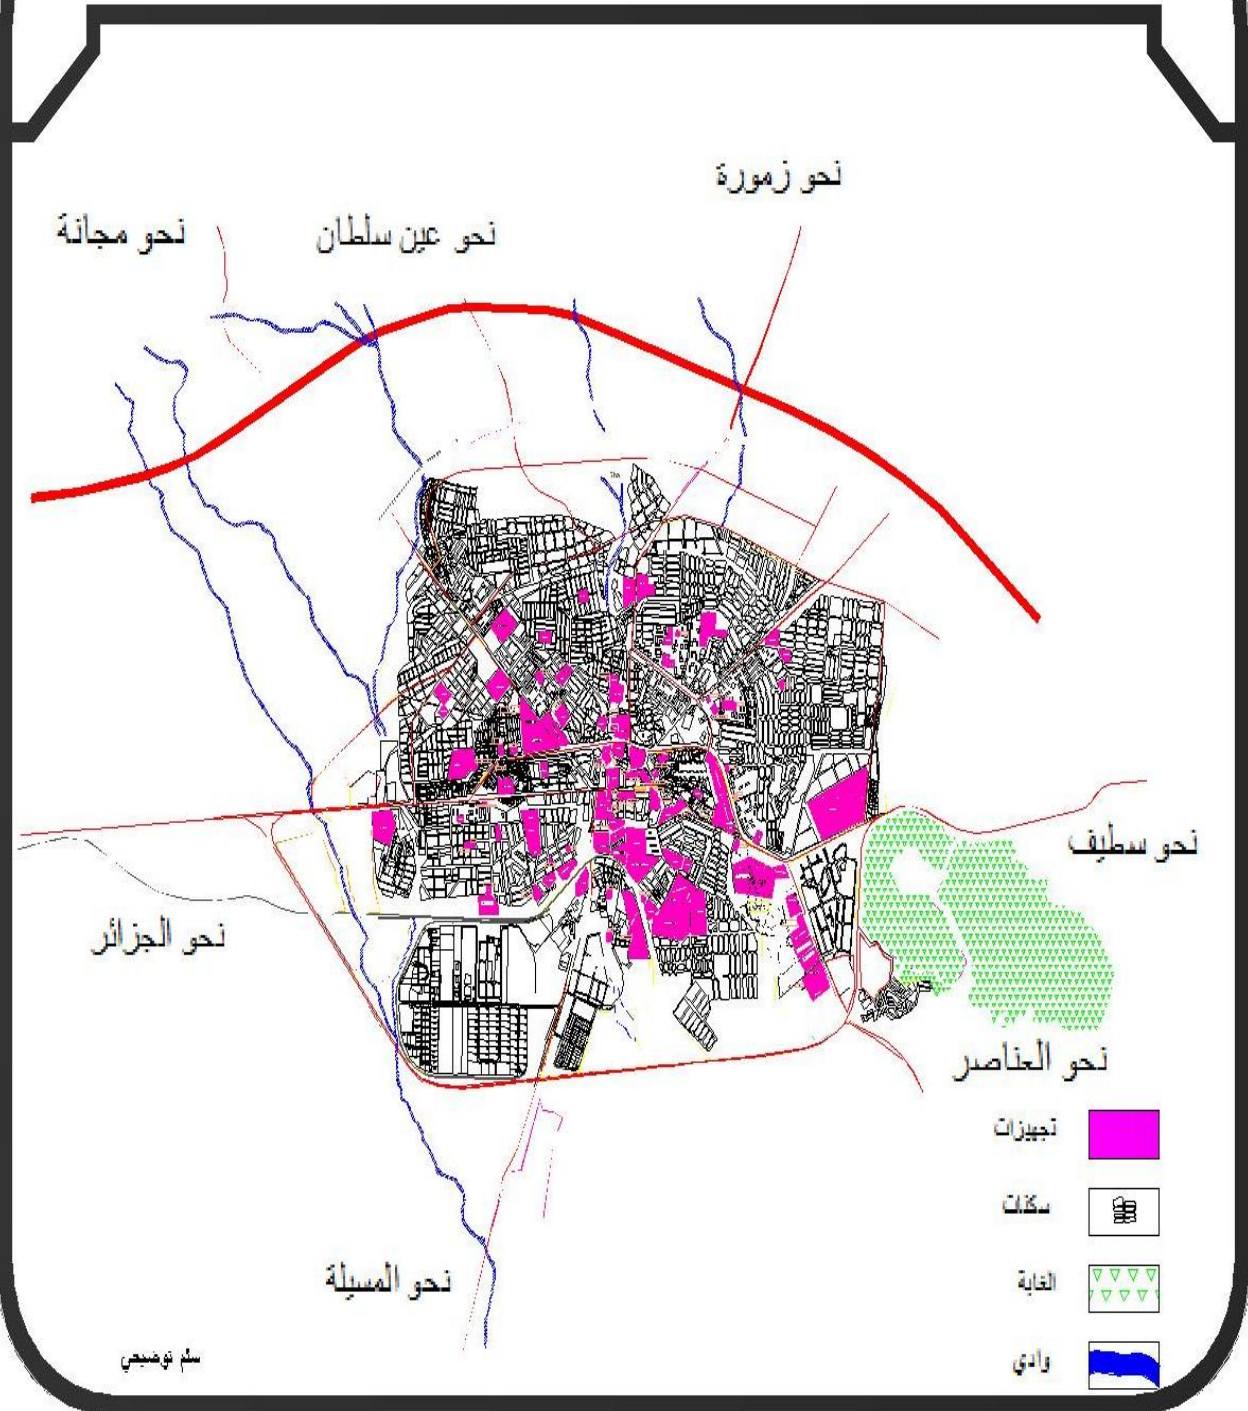 نحو زمورة
نحو عين سلطان
نحو مجانة
نحو سطيف
نحو الجزائر
نحو العناصر
تجهيزات
سكنات
الغابة
وادي
نحو المسيلة
سلم توضيحي